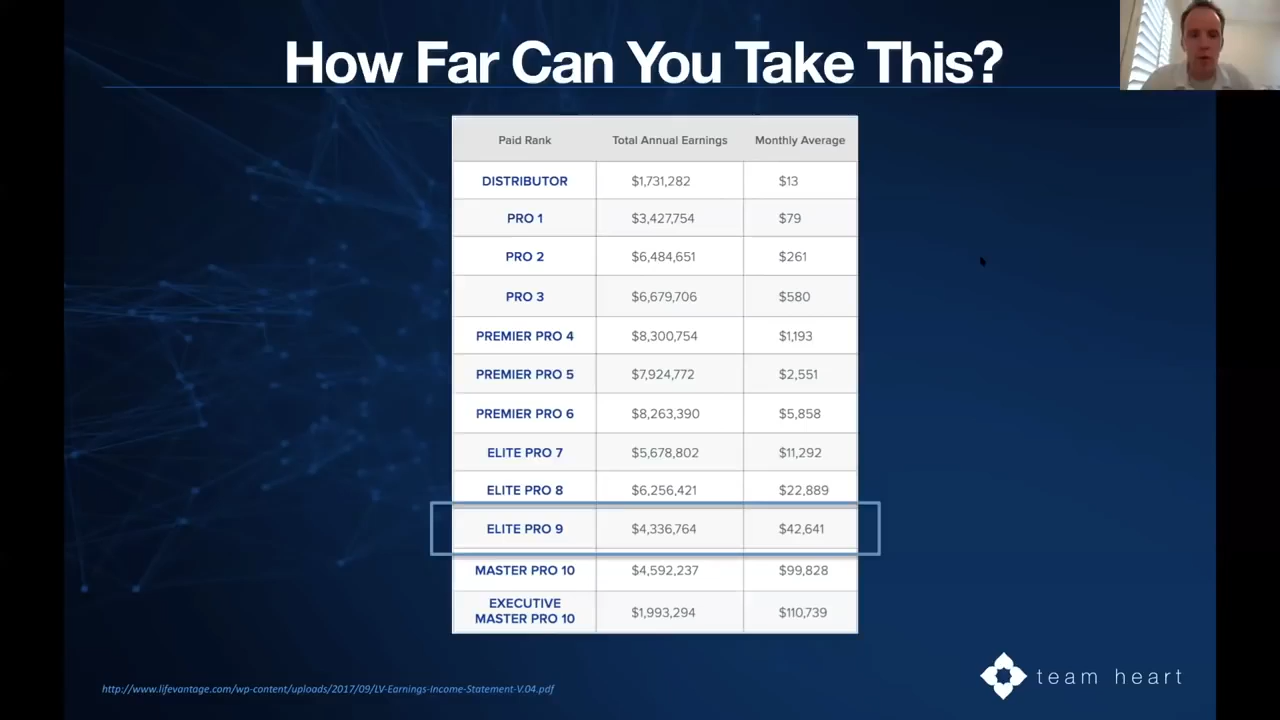 How Far Can You Take This?
Paid Rank Total Annual Earnings Monthly Average
DISTRIBUTOR $1,731,282 $13
PRO 1 $3,427,754 $79
PRO 2 $6,484,651 $261
PRO 3 $6,679,706 $580
PREMIER PRO 4 $8,300,754 $1,193
PREMIER PRO 5 $7,924,772 $2,551
PREMIER PRO 6 $8,263,390 $5,858
ELITE PRO 7 $5,678,802 $11,292
ELITE PRO 8 $6,256,421 $22,889
ELITE PRO 9 $4,336,764 $42,641
MASTER PRO 10 $4,592,237 $99,828
EXECUTIVE
MASTER PRO 10 $1,993,294 $110,739
http://www.lifevantage.com/wp-content/uploads/2017/09/LV-Earnings-Income-Statement-V.04.pdf
team heart